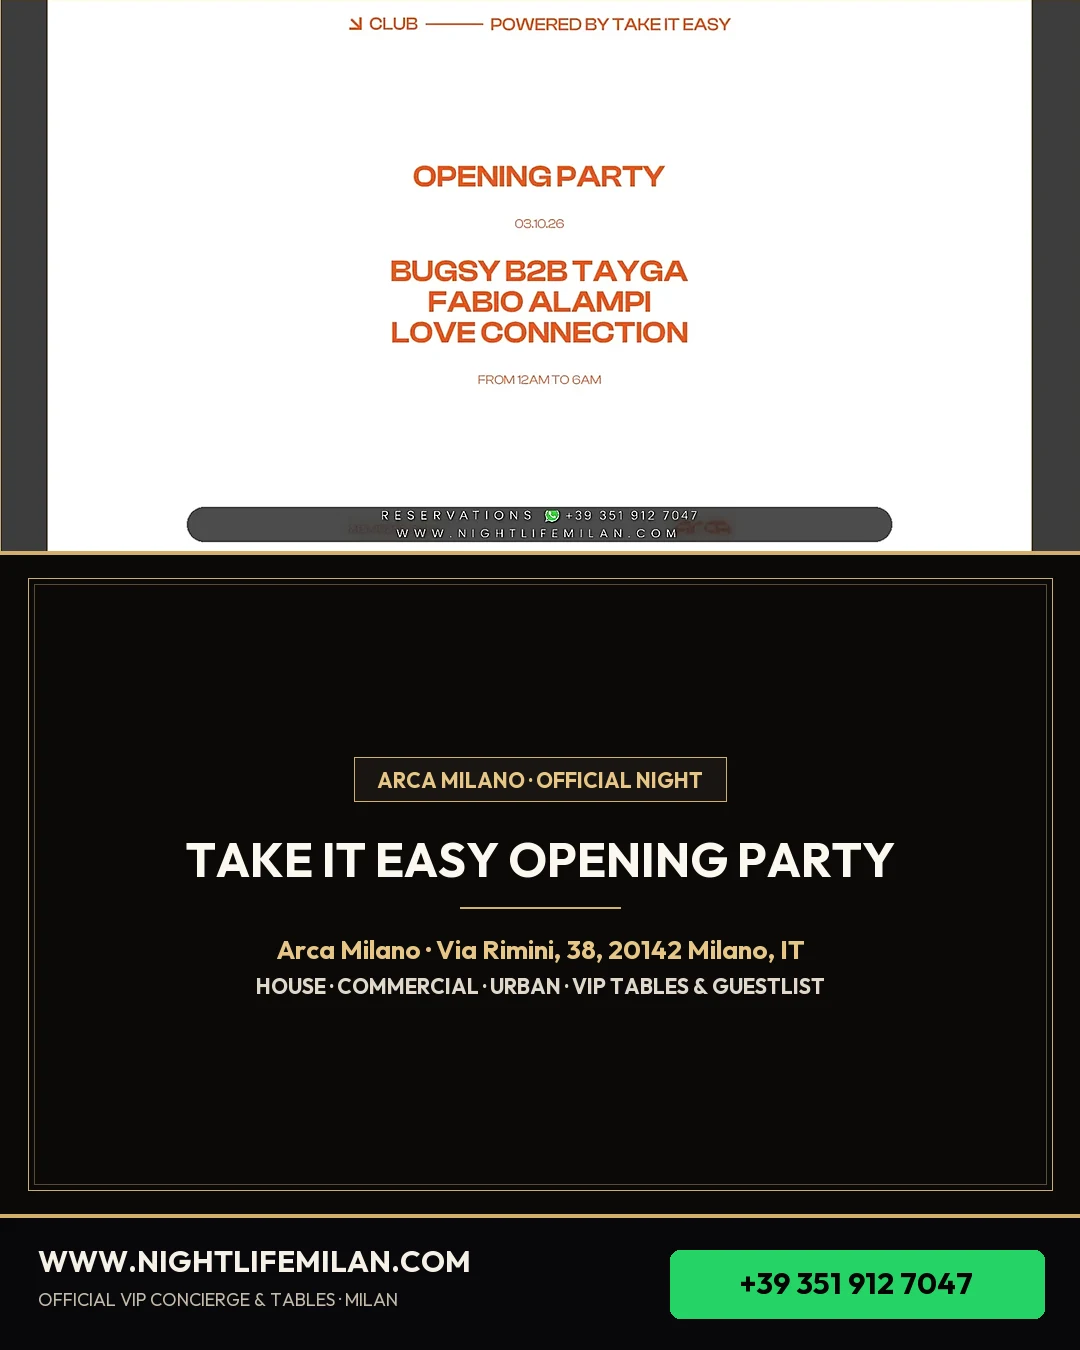 CLUB POWERED BY TAKE IT EASY
OPENING PARTY
03.10.26
BUGSY B2B TAYGA
FABIO ALAMPI
LOVE CONNECTION
FROM 12AM TO 6AM
RESERVATIONS +39 351 912 7047
WWW.NIGHTLIFEMILAN.COM
ARCA MILANO · OFFICIAL NIGHT
TAKE IT EASY OPENING PARTY
Arca Milano · Via Rimini, 38, 20142 Milano, IT
HOUSE · COMMERCIAL · URBAN · VIP TABLES & GUESTLIST
WWW.NIGHTLIFEMILAN.COM
OFFICIAL VIP CONCIERGE & TABLES · MILAN
+39 351 912 7047